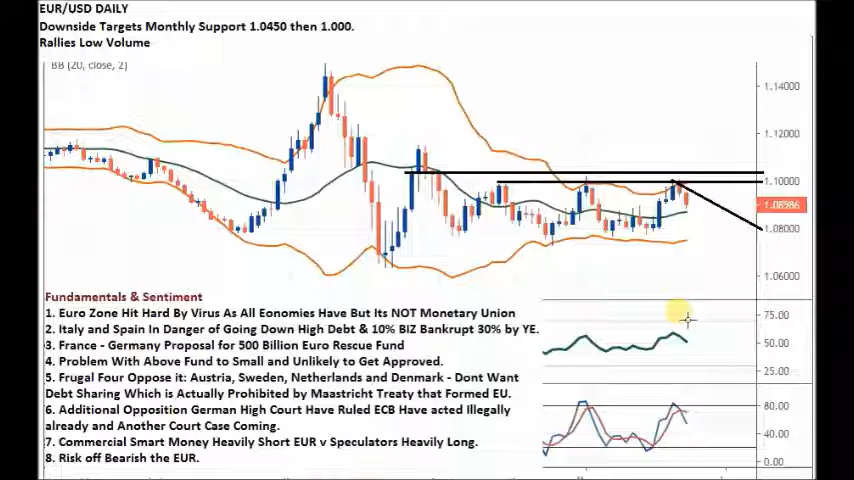 EUR/USD DAILY
Downside Targets Monthly Support 1.0450 then 1.000.
Rallies Low Volume
BB (20, close, 2)
1.14000
1.12000
1.10000
1.08986
1.08000
1.06000
Fundamentals & Sentiment
1. Euro Zone Hit Hard By Virus As All Eonomies Have But Its NOT Monetary Union
2. Italy and Spain In Danger of Going Down High Debt & 10% BIZ Bankrupt 30% by YE.
3. France - Germany Proposal for 500 Billion Euro Rescue Fund
4. Problem With Above Fund to Small and Unlikely to Get Approved.
5. Frugal Four Oppose it: Austria, Sweden, Netherlands and Denmark - Dont Want
Debt Sharing Which is Actually Prohibited by Maastricht Treaty that Formed EU.
6. Additional Opposition German High Court Have Ruled ECB Have acted Illegally
already and Another Court Case Coming.
7. Commercial Smart Money Heavily Short EUR v Speculators Heavily Long.
8. Risk off Bearish the EUR.
75.00
50.00
25.00
80.00
40.00
0.00